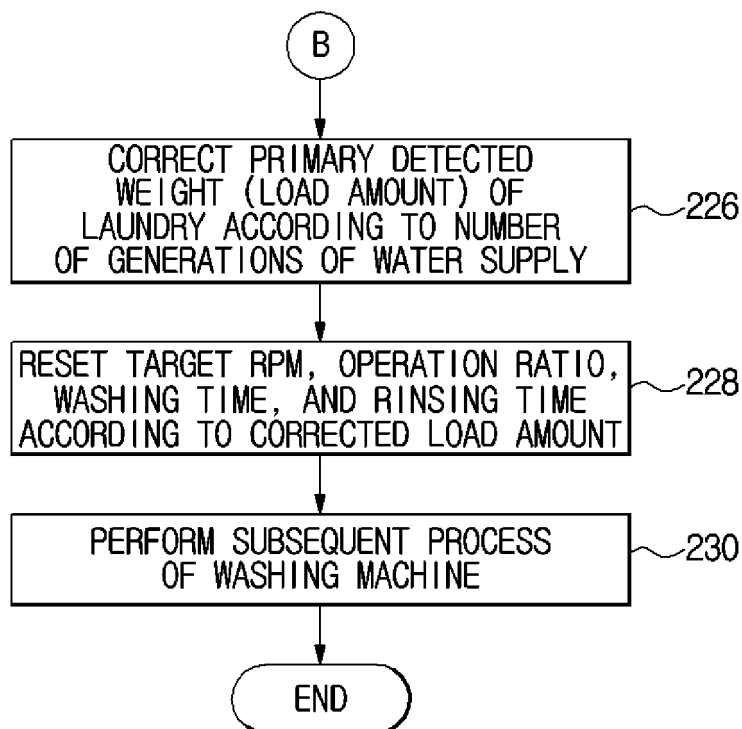 B
CORRECT PRIMARY DETECTED
WEIGHT (LOAD AMOUNT) OF
LAUNDRY ACCORDING TO NUMBER
OF GENERATIONS OF WATER SUPPLY
226
RESET TARGET RPM, OPERATION RATIO,
WASHING TIME, AND RINSING TIME
ACCORDING TO CORRECTED LOAD AMOUNT
228
PERFORM SUBSEQUENT PROCESS
OF WASHING MACHINE
230
END